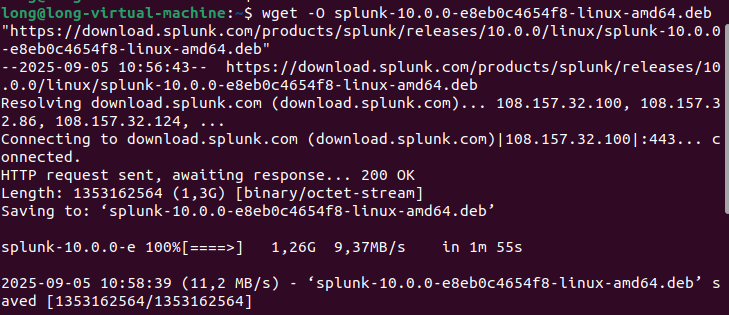 long@long-virtual-machine:~$ wget -O splunk-10.0.0-e8eb0c4654f8-linux-amd64.deb
"https://download.splunk.com/products/splunk/releases/10.0.0/linux/splunk-10.0.0
-e8eb0c4654f8-linux-amd64.deb"
--2025-09-05 10:56:43--  https://download.splunk.com/products/splunk/releases/10
.0.0/linux/splunk-10.0.0-e8eb0c4654f8-linux-amd64.deb
Resolving download.splunk.com (download.splunk.com)... 108.157.32.100, 108.157.3
2.86, 108.157.32.124, ...
Connecting to download.splunk.com (download.splunk.com)|108.157.32.100|:443... c
onnected.
HTTP request sent, awaiting response... 200 OK
Length: 1353162564 (1,3G) [binary/octet-stream]
Saving to: ‘splunk-10.0.0-e8eb0c4654f8-linux-amd64.deb’
splunk-10.0.0-e 100%[====>]   1,26G  9,37MB/s    in 1m 55s
2025-09-05 10:58:39 (11,2 MB/s) - ‘splunk-10.0.0-e8eb0c4654f8-linux-amd64.deb’ s
aved [1353162564/1353162564]